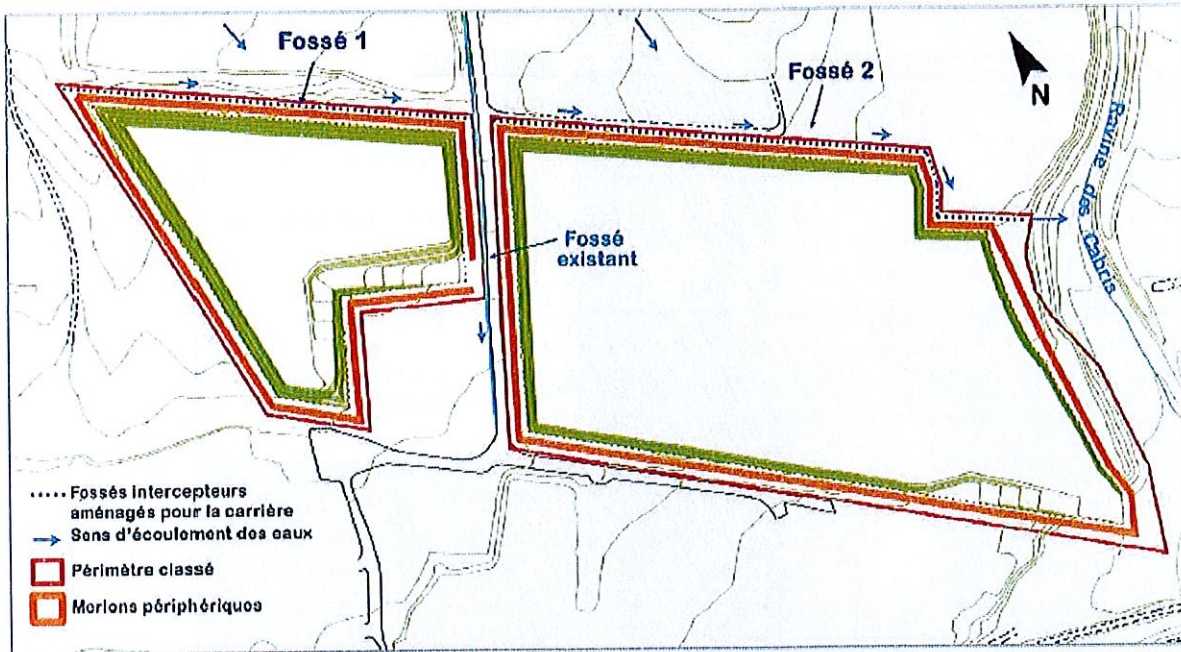 Fossé 1
Fossé 2
N
Ravine des Cabris
Fossé
existant
Fossés intercepteurs
aménagés pour la carrière
Sens d'écoulement des eaux
Périmètre classé
Merlons périphériques